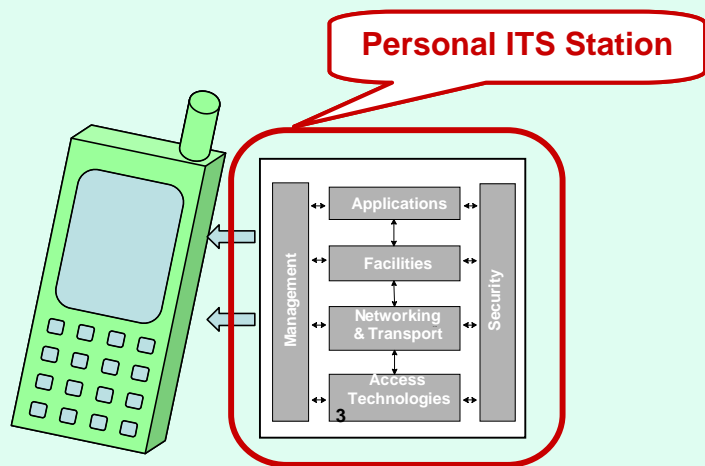 Personal ITS Station
Applications
Facilities
Networking
& Transport
Access
Technologies
3
Management
Security